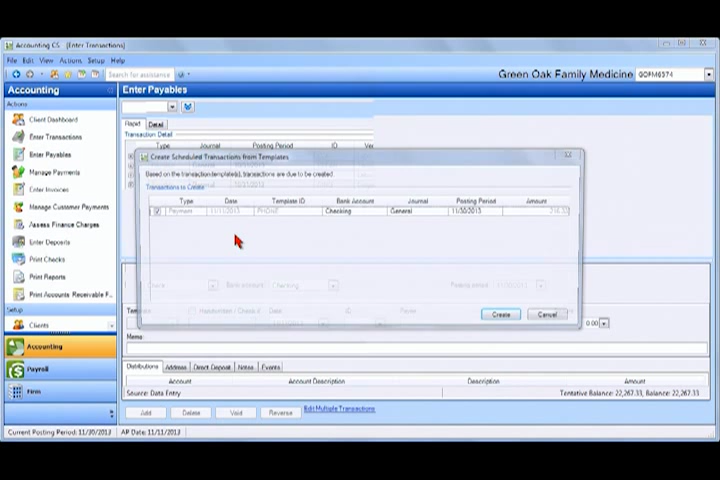 Accounting CS - [Enter Transactions]
File Edit View Actions Setup Help
Search for assistance
Green Oak Family Medicine GOFM6574
Accounting
Enter Payables
Actions
Client Dashboard
Enter Transactions
Enter Payables
Manage Payments
Enter Invoices
Manage Customer Payments
Assess Finance Charges
Enter Deposits
Print Checks
Print Reports
Print Accounts Receivable F...
Setup
Clients
Accounting
Payroll
Firm
Rapid Detail
Transaction Detail
Type Journal Posting Period ID
Create Scheduled Transactions from Templates
Based on the transaction template(s), transactions are due to be created.
Transactions to Create
Type Date Template ID Bank Account Journal Posting Period Amount
Payment 11/11/2013 PHONE Checking General 11/30/2013
Bank account: Checking Posting period: 11/30/2013
Handwritten Date ID Payee
Create Cancel
0.00
Memo:
Distributions Address Direct Deposit Notes Events
Account Account Description Description Amount
Source: Data Entry Tentative Balance: 22,267.33, Balance: 22,267.33
Add Delete Void Reverse Edit Multiple Transactions
Current Posting Period: 11/30/2013 AP Date: 11/11/2013